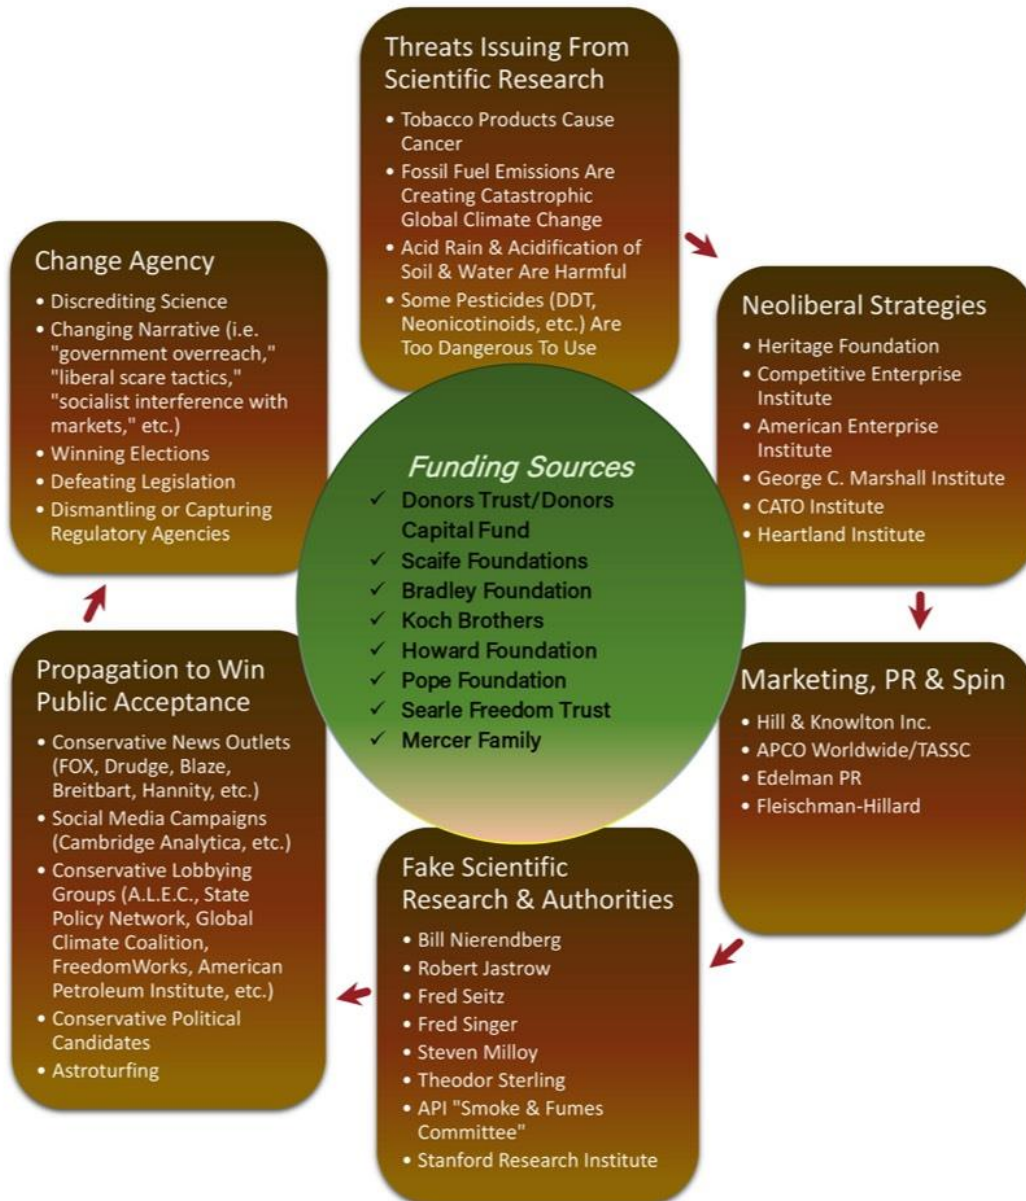 Threats Issuing From
Scientific Research
• Tobacco Products Cause
Cancer
• Fossil Fuel Emissions Are
Creating Catastrophic
Global Climate Change
• Acid Rain & Acidification of
Soil & Water Are Harmful
• Some Pesticides (DDT,
Neonicotinoids, etc.) Are
Too Dangerous To Use
Neoliberal Strategies
• Heritage Foundation
• Competitive Enterprise
Institute
• American Enterprise
Institute
• George C. Marshall Institute
• CATO Institute
• Heartland Institute
Marketing, PR & Spin
• Hill & Knowlton Inc.
• APCO Worldwide/TASSC
• Edelman PR
• Fleischman-Hillard
Fake Scientific
Research & Authorities
• Bill Nierendberg
• Robert Jastrow
• Fred Seitz
• Fred Singer
• Steven Milloy
• Theodor Sterling
• API "Smoke & Fumes
Committee"
• Stanford Research Institute
Propagation to Win
Public Acceptance
• Conservative News Outlets
(FOX, Drudge, Blaze,
Breitbart, Hannity, etc.)
• Social Media Campaigns
(Cambridge Analytica, etc.)
• Conservative Lobbying
Groups (A.L.E.C., State
Policy Network, Global
Climate Coalition,
FreedomWorks, American
Petroleum Institute, etc.)
• Conservative Political
Candidates
• Astroturfing
Change Agency
• Discrediting Science
• Changing Narrative (i.e.
"government overreach,"
"liberal scare tactics,"
"socialist interference with
markets," etc.)
• Winning Elections
• Defeating Legislation
• Dismantling or Capturing
Regulatory Agencies
Funding Sources
✓ Donors Trust/Donors
Capital Fund
✓ Scaife Foundations
✓ Bradley Foundation
✓ Koch Brothers
✓ Howard Foundation
✓ Pope Foundation
✓ Searle Freedom Trust
✓ Mercer Family